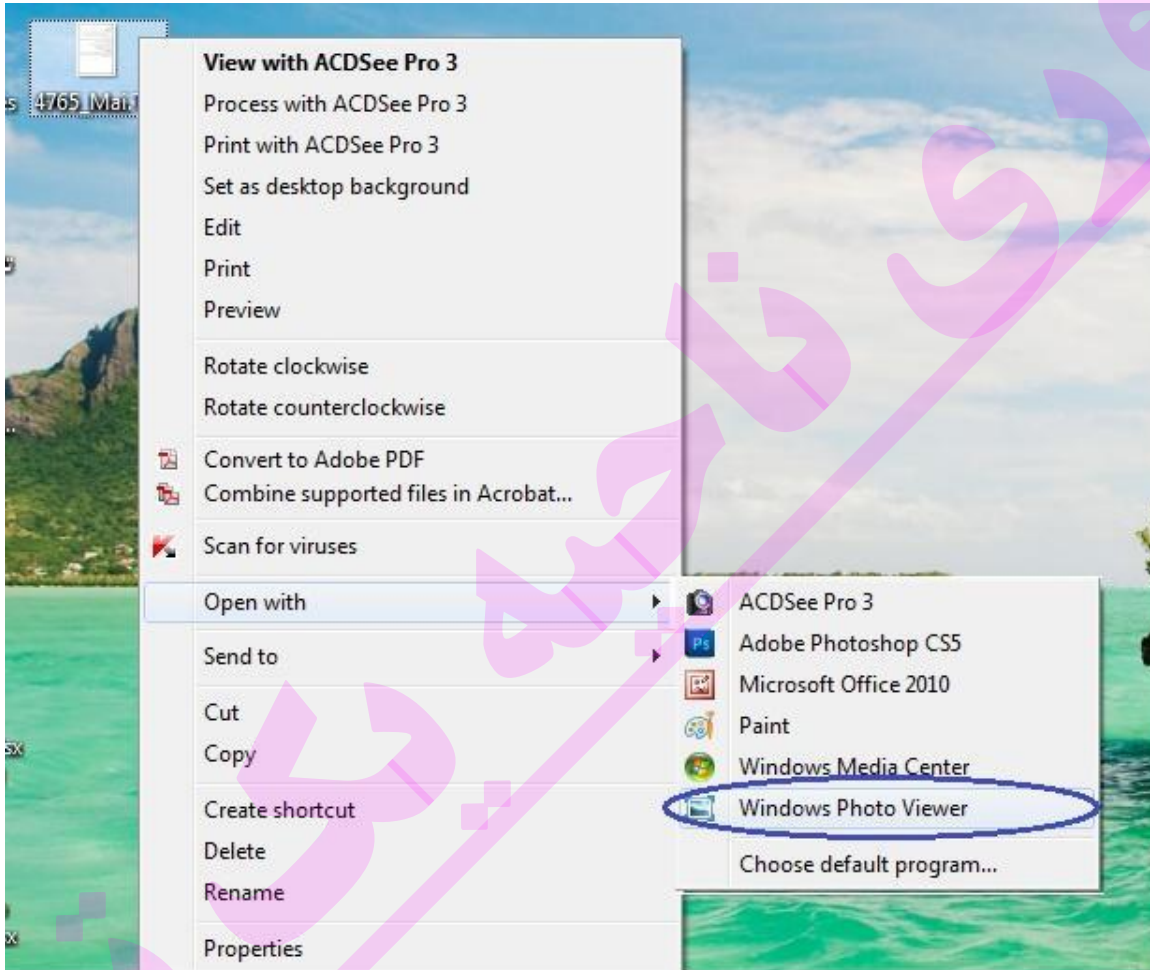 4765_Mai.
View with ACDSee Pro 3
Process with ACDSee Pro 3
Print with ACDSee Pro 3
Set as desktop background
Edit
Print
Preview
Rotate clockwise
Rotate counterclockwise
Convert to Adobe PDF
Combine supported files in Acrobat...
Scan for viruses
Open with
Send to
Cut
Copy
Create shortcut
Delete
Rename
Properties
ACDSee Pro 3
Adobe Photoshop CS5
Ps
Microsoft Office 2010
Paint
Windows Media Center
Windows Photo Viewer
Choose default program...
ناحیه یک